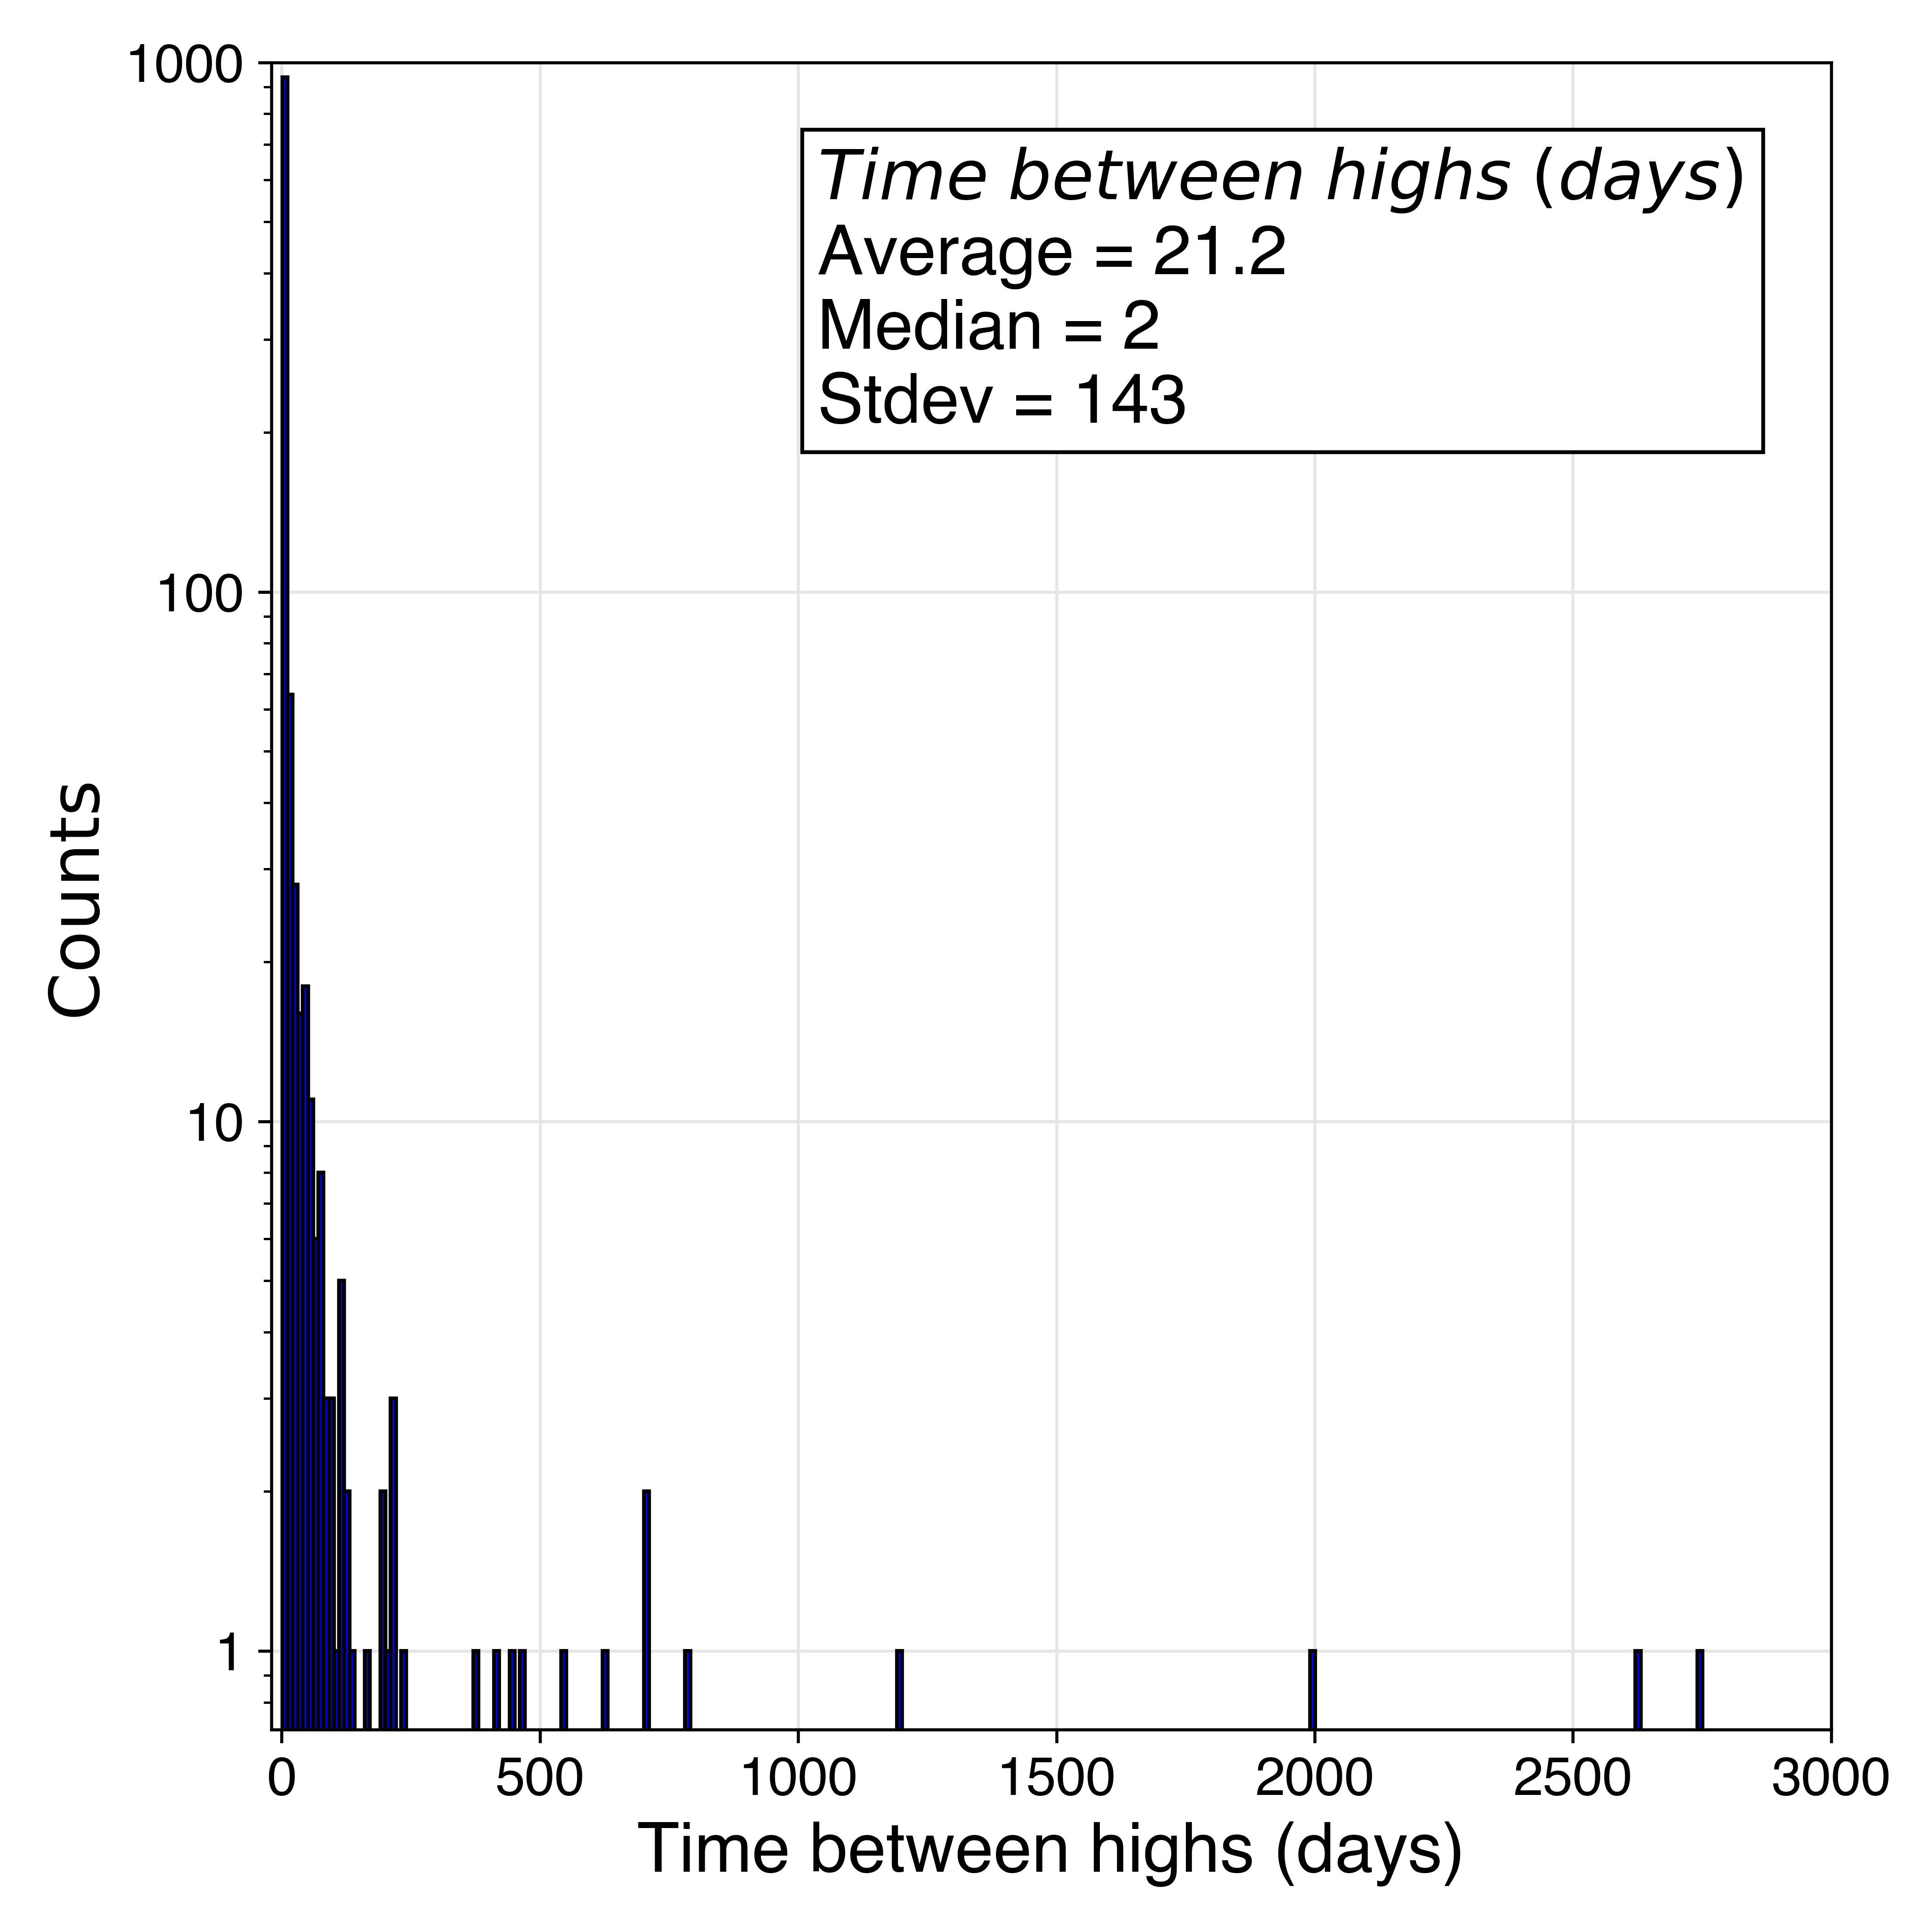 1000
100
10
1
Counts
Time between highs (days)
Average = 21.2
Median = 2
Stdev = 143
0 500 1000 1500 2000 2500 3000
Time between highs (days)